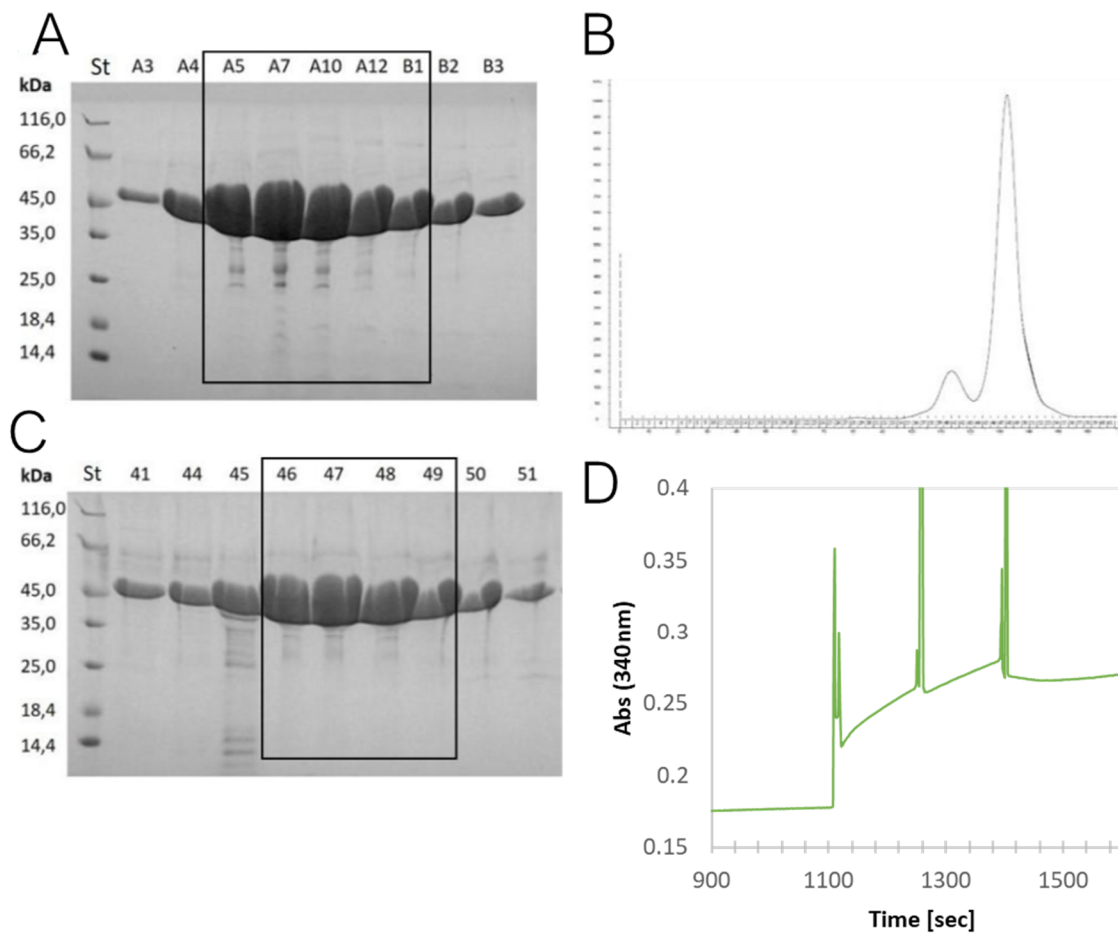 A
St A3 A4 A5 A7 A10 A12 B1 B2 B3
kDa
116,0
66,2
45,0
35,0
25,0
18,4
14,4
B
C
kDa St 41 44 45 46 47 48 49 50 51
116,0
66,2
45,0
35,0
25,0
18,4
14,4
D
0.4
0.35
0.3
0.25
0.2
0.15
Abs (340nm)
900 1100 1300 1500
Time [sec]